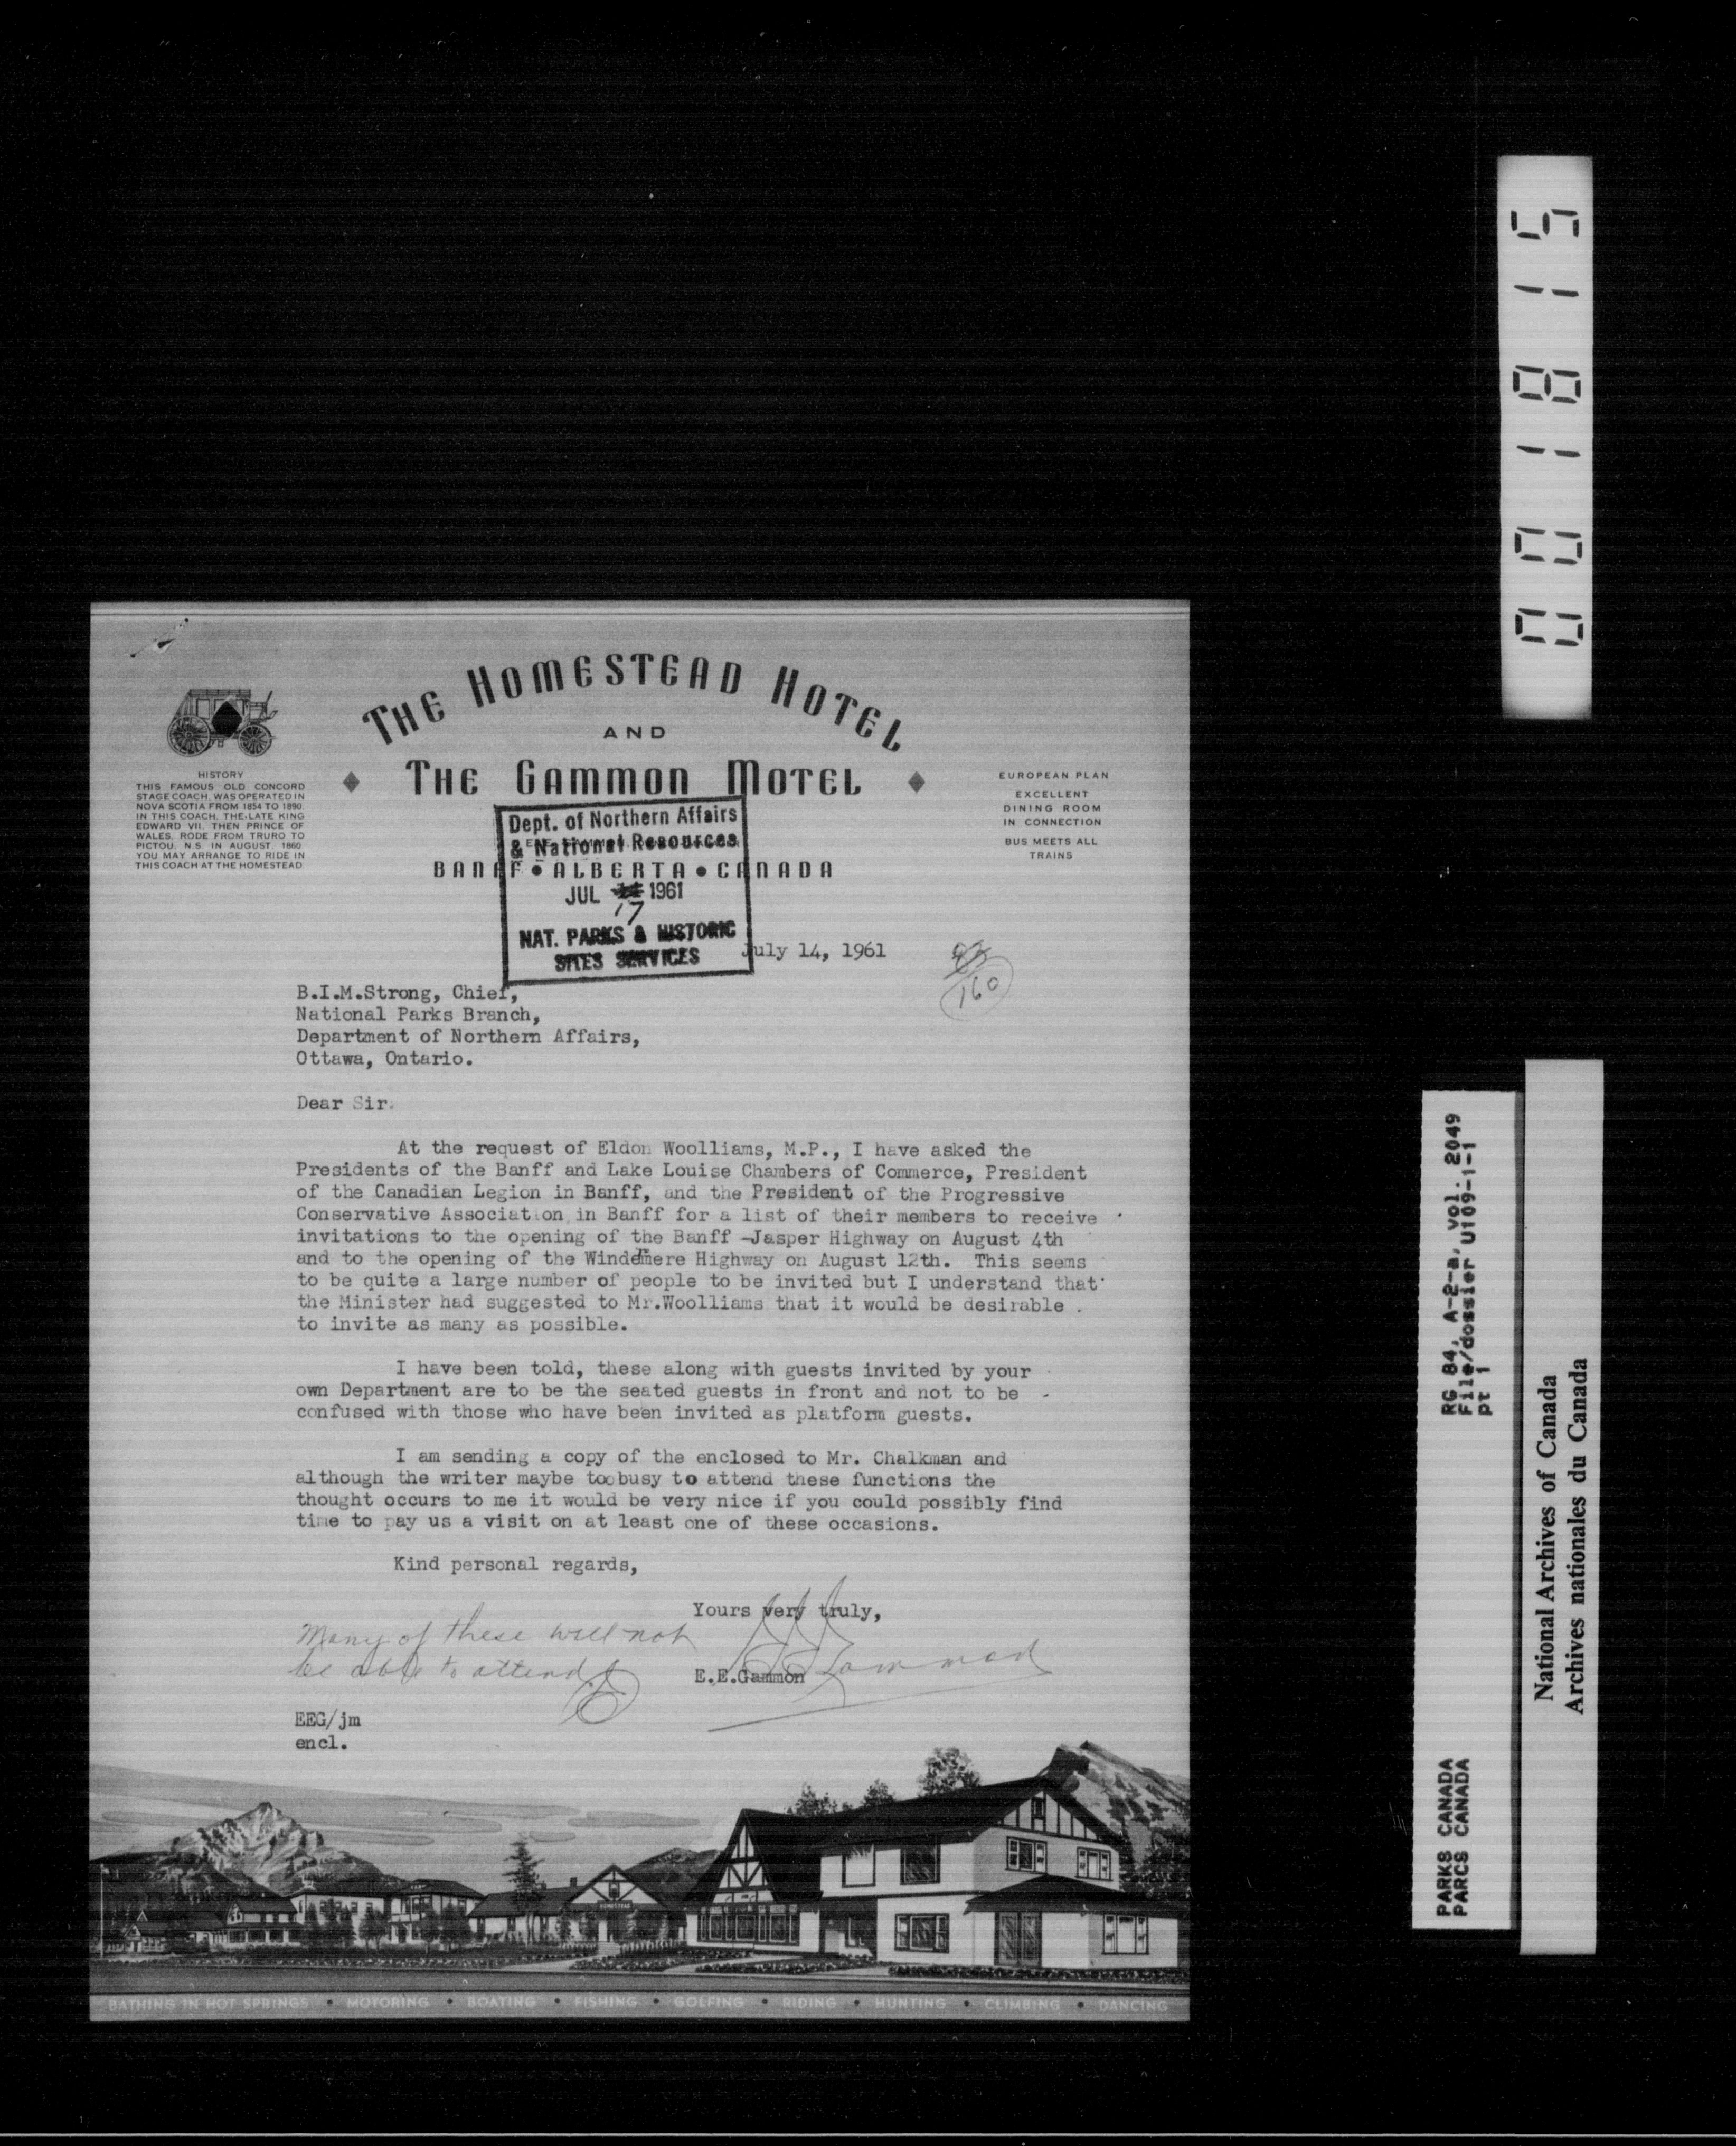 THE HOMESTEAD HOTEL
AND
THE GAMMON MOTEL
HISTORY
THIS FAMOUS OLD CONCORD
STAGE COACH, WAS OPERATED IN
NOVA SCOTIA FROM 1854 TO 1890.
IN THIS COACH, THE LATE KING
EDWARD VII, THEN PRINCE OF
WALES, RODE FROM TRURO TO
PICTOU, N.S. IN AUGUST, 1860.
YOU MAY ARRANGE TO RIDE IN
THIS COACH AT THE HOMESTEAD.
EUROPEAN PLAN
EXCELLENT
DINING ROOM
IN CONNECTION
BUS MEETS ALL
TRAINS
BANFF • ALBERTA • CANADA
Dept. of Northern Affairs
& National Resources
JUL 1961
17
NAT. PARKS & HISTORIC
SITES SERVICES
July 14, 1961
160
B.I.M.Strong, Chief,
National Parks Branch,
Department of Northern Affairs,
Ottawa, Ontario.
Dear Sir.
At the request of Eldon Woolliams, M.P., I have asked the
Presidents of the Banff and Lake Louise Chambers of Commerce, President
of the Canadian Legion in Banff, and the President of the Progressive
Conservative Association in Banff for a list of their members to receive
invitations to the opening of the Banff -Jasper Highway on August 4th
and to the opening of the Windermere Highway on August 12th. This seems
to be quite a large number of people to be invited but I understand that
the Minister had suggested to Mr.Woolliams that it would be desirable .
to invite as many as possible.
I have been told, these along with guests invited by your
own Department are to be the seated guests in front and not to be -
confused with those who have been invited as platform guests.
I am sending a copy of the enclosed to Mr. Chalkman and
although the writer maybe too busy to attend these functions the
thought occurs to me it would be very nice if you could possibly find
time to pay us a visit on at least one of these occasions.
Kind personal regards,
Yours very truly,
Many of these will not
be able to attend
E.E.Gammon
EEG/jm
encl.
HOMESTEAD
BATHING IN HOT SPRINGS • MOTORING • BOATING • FISHING • GOLFING • RIDING • HUNTING • CLIMBING • DANCING
001815
RG 84, A-2-a, vol. 2049
File/dossier U109-1-1
pt 1
PARKS CANADA
PARCS CANADA
National Archives of Canada
Archives nationales du Canada